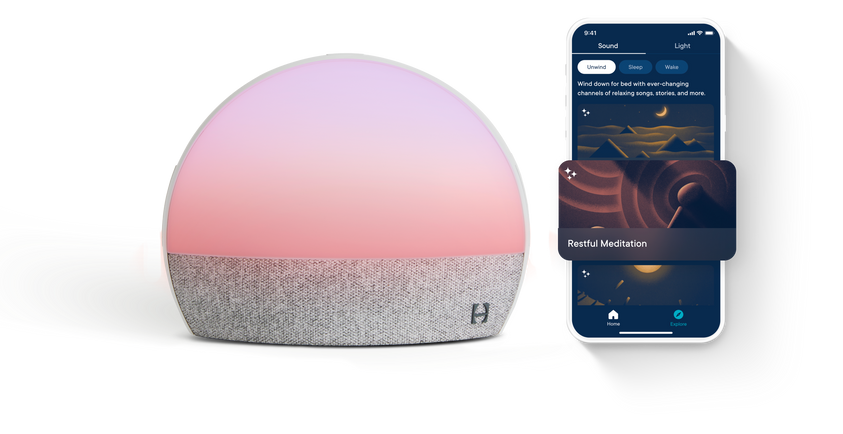 9:41
Sound
Light
Unwind
Sleep
Wake
Wind down for bed with ever-changing
channels of relaxing songs, stories, and more.
Restful Meditation
Home
Explore